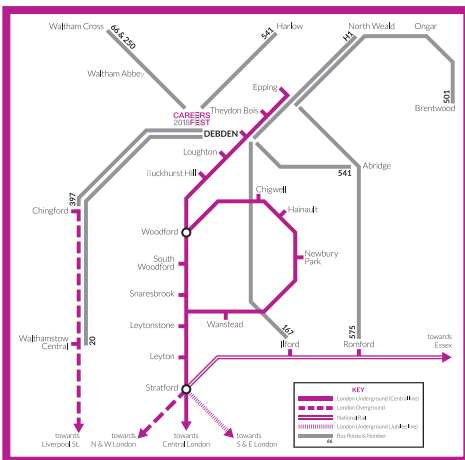 Waltham Cross
66 & 250
541
Harlow
North Weald
Ongar
H1
Waltham Abbey
Epping
501
Theydon Bois
Brentwood
CAREERS
2018FEST
DEBDEN
Loughton
Abridge
541
Buckhurst Hill
Chigwell
397
Hainault
Chingford
Woodford
Newbury
Park
South
Woodford
Snaresbrook
Leytonstone
Wanstead
167
575
20
Walthamstow
Central
Ilford
Romford
towards
Essex
Leyton
Stratford
KEY
London Underground (Central line)
London Overground
National Rail
London Underground (Jubilee line)
Bus Route & Number
66
towards
Liverpool St.
towards
N & W London
towards
Central London
towards
S & E London